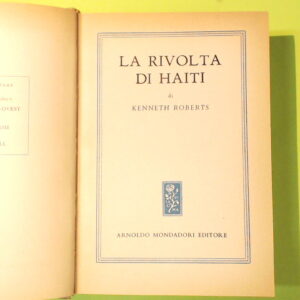 LA RIVOLTA
DI HAITI
di
KENNETH ROBERTS
ARNOLDO MONDADORI EDITORE